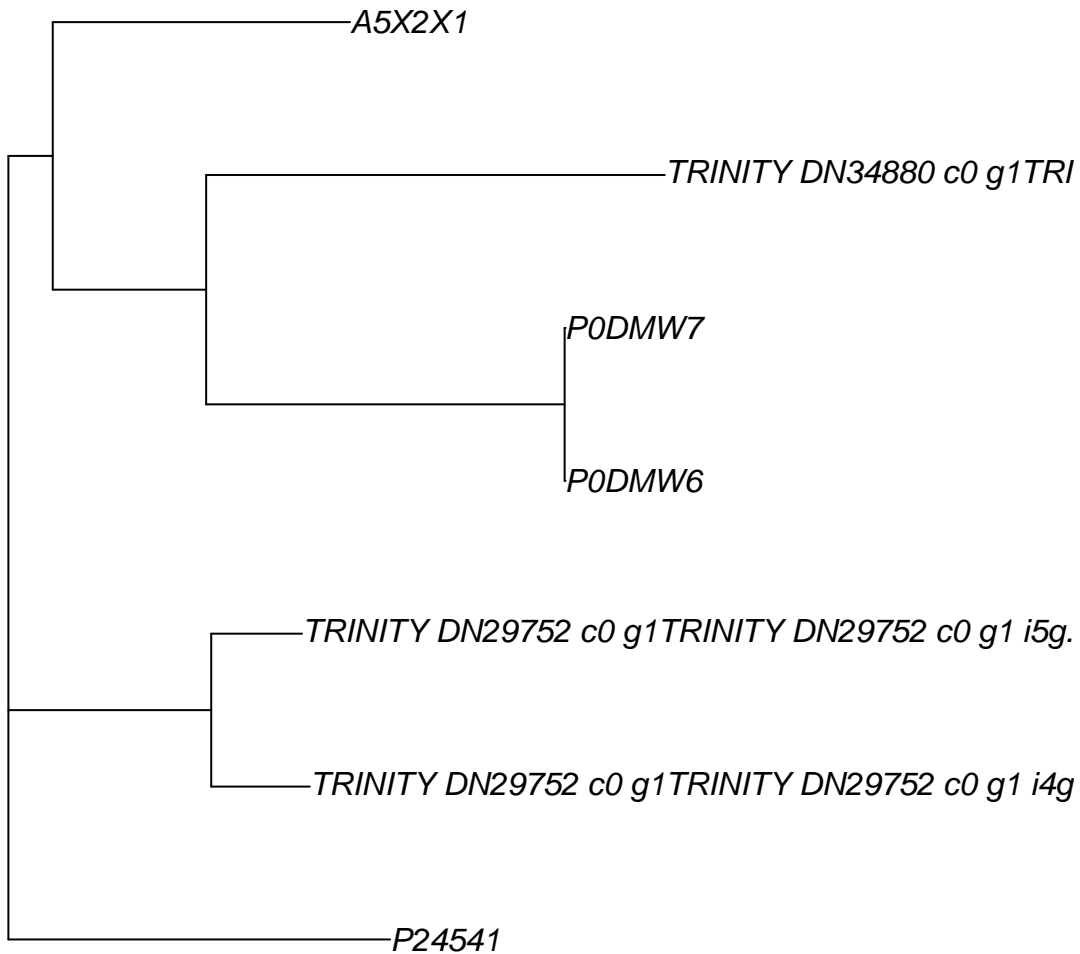 A5X2X1
TRINITY DN34880 c0 g1TRI
P0DMW7
P0DMW6
TRINITY DN29752 c0 g1TRINITY DN29752 c0 g1 i5g.
TRINITY DN29752 c0 g1TRINITY DN29752 c0 g1 i4g
P24541